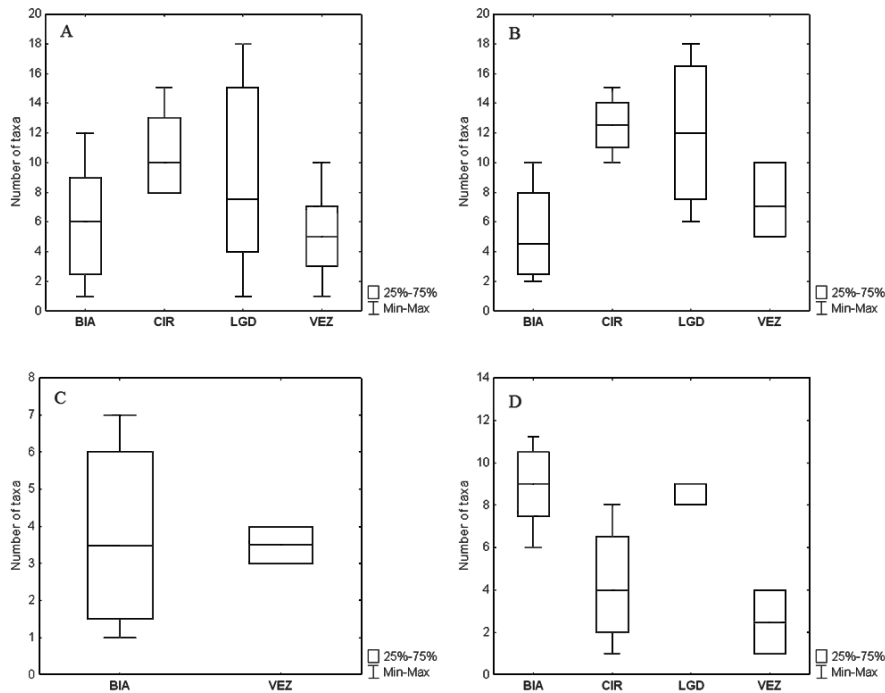 A
Number of taxa
20
18
16
14
12
10
8
6
4
2
0
BIA CIR LGD VEZ
25%-75%
Min-Max
B
Number of taxa
20
18
16
14
12
10
8
6
4
2
0
BIA CIR LGD VEZ
25%-75%
Min-Max
C
Number of taxa
8
7
6
5
4
3
2
1
0
BIA VEZ
25%-75%
Min-Max
D
Number of taxa
14
12
10
8
6
4
2
0
BIA CIR LGD VEZ
25%-75%
Min-Max